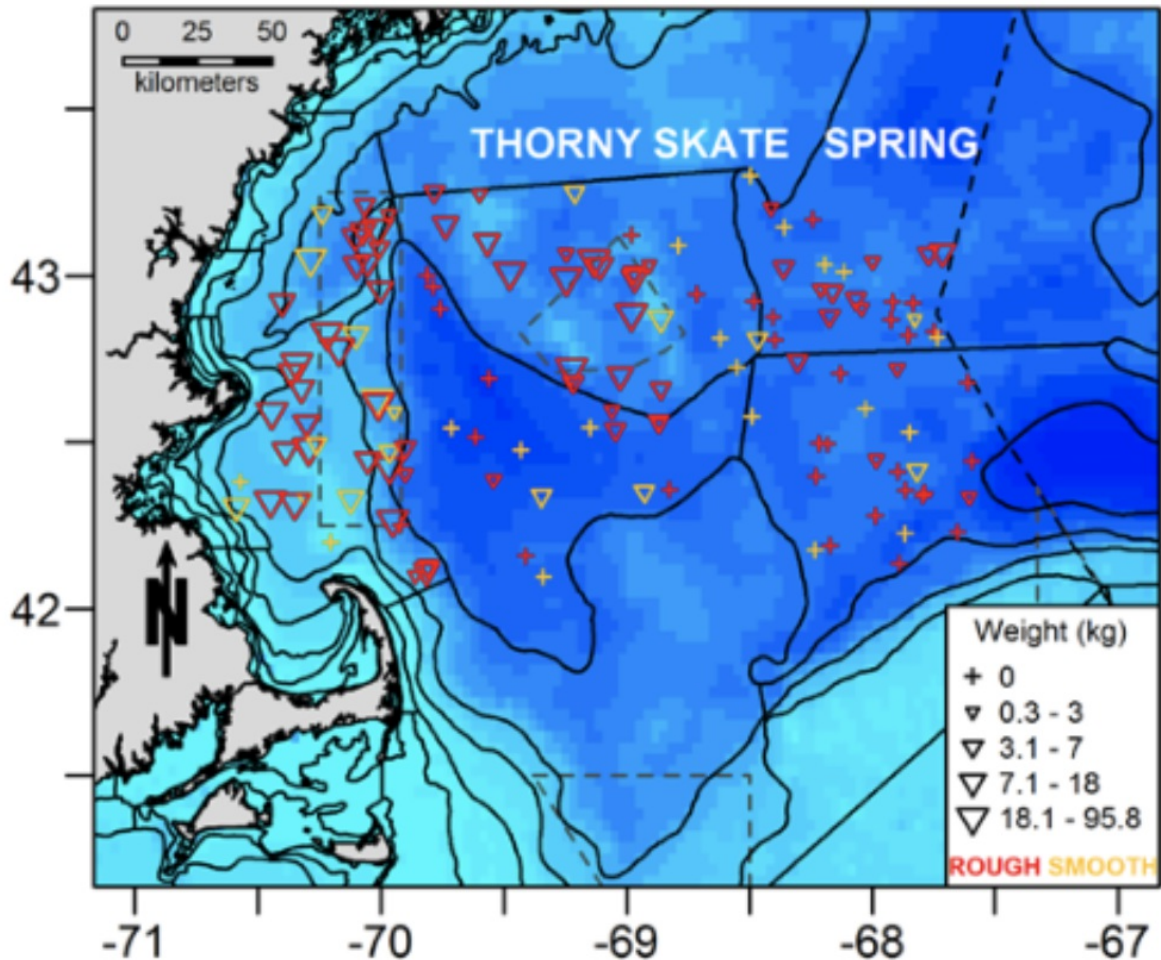 0 25 50
kilometers
THORNY SKATE SPRING
43
42
N
Weight (kg)
0
0.3 - 3
3.1 - 7
7.1 - 18
18.1 - 95.8
ROUGH SMOOTH
-71 -70 -69 -68 -67